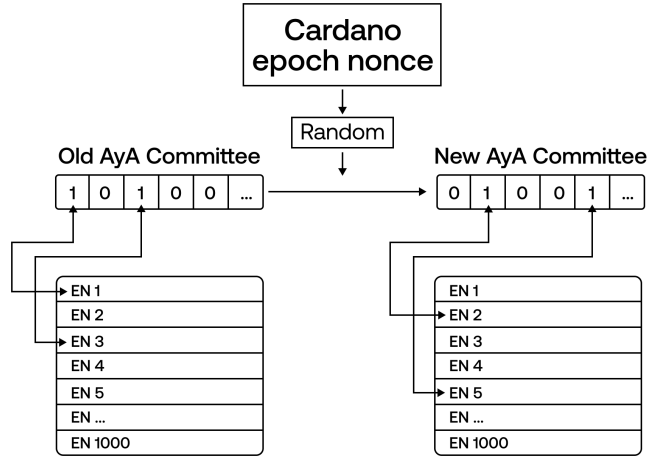 Cardano
epoch nonce
Random
Old AyA Committee
1 0 1 0 0 ...
New AyA Committee
0 1 0 0 1 ...
EN 1
EN 2
EN 3
EN 4
EN 5
EN ...
EN 1000
EN 1
EN 2
EN 3
EN 4
EN 5
EN ...
EN 1000